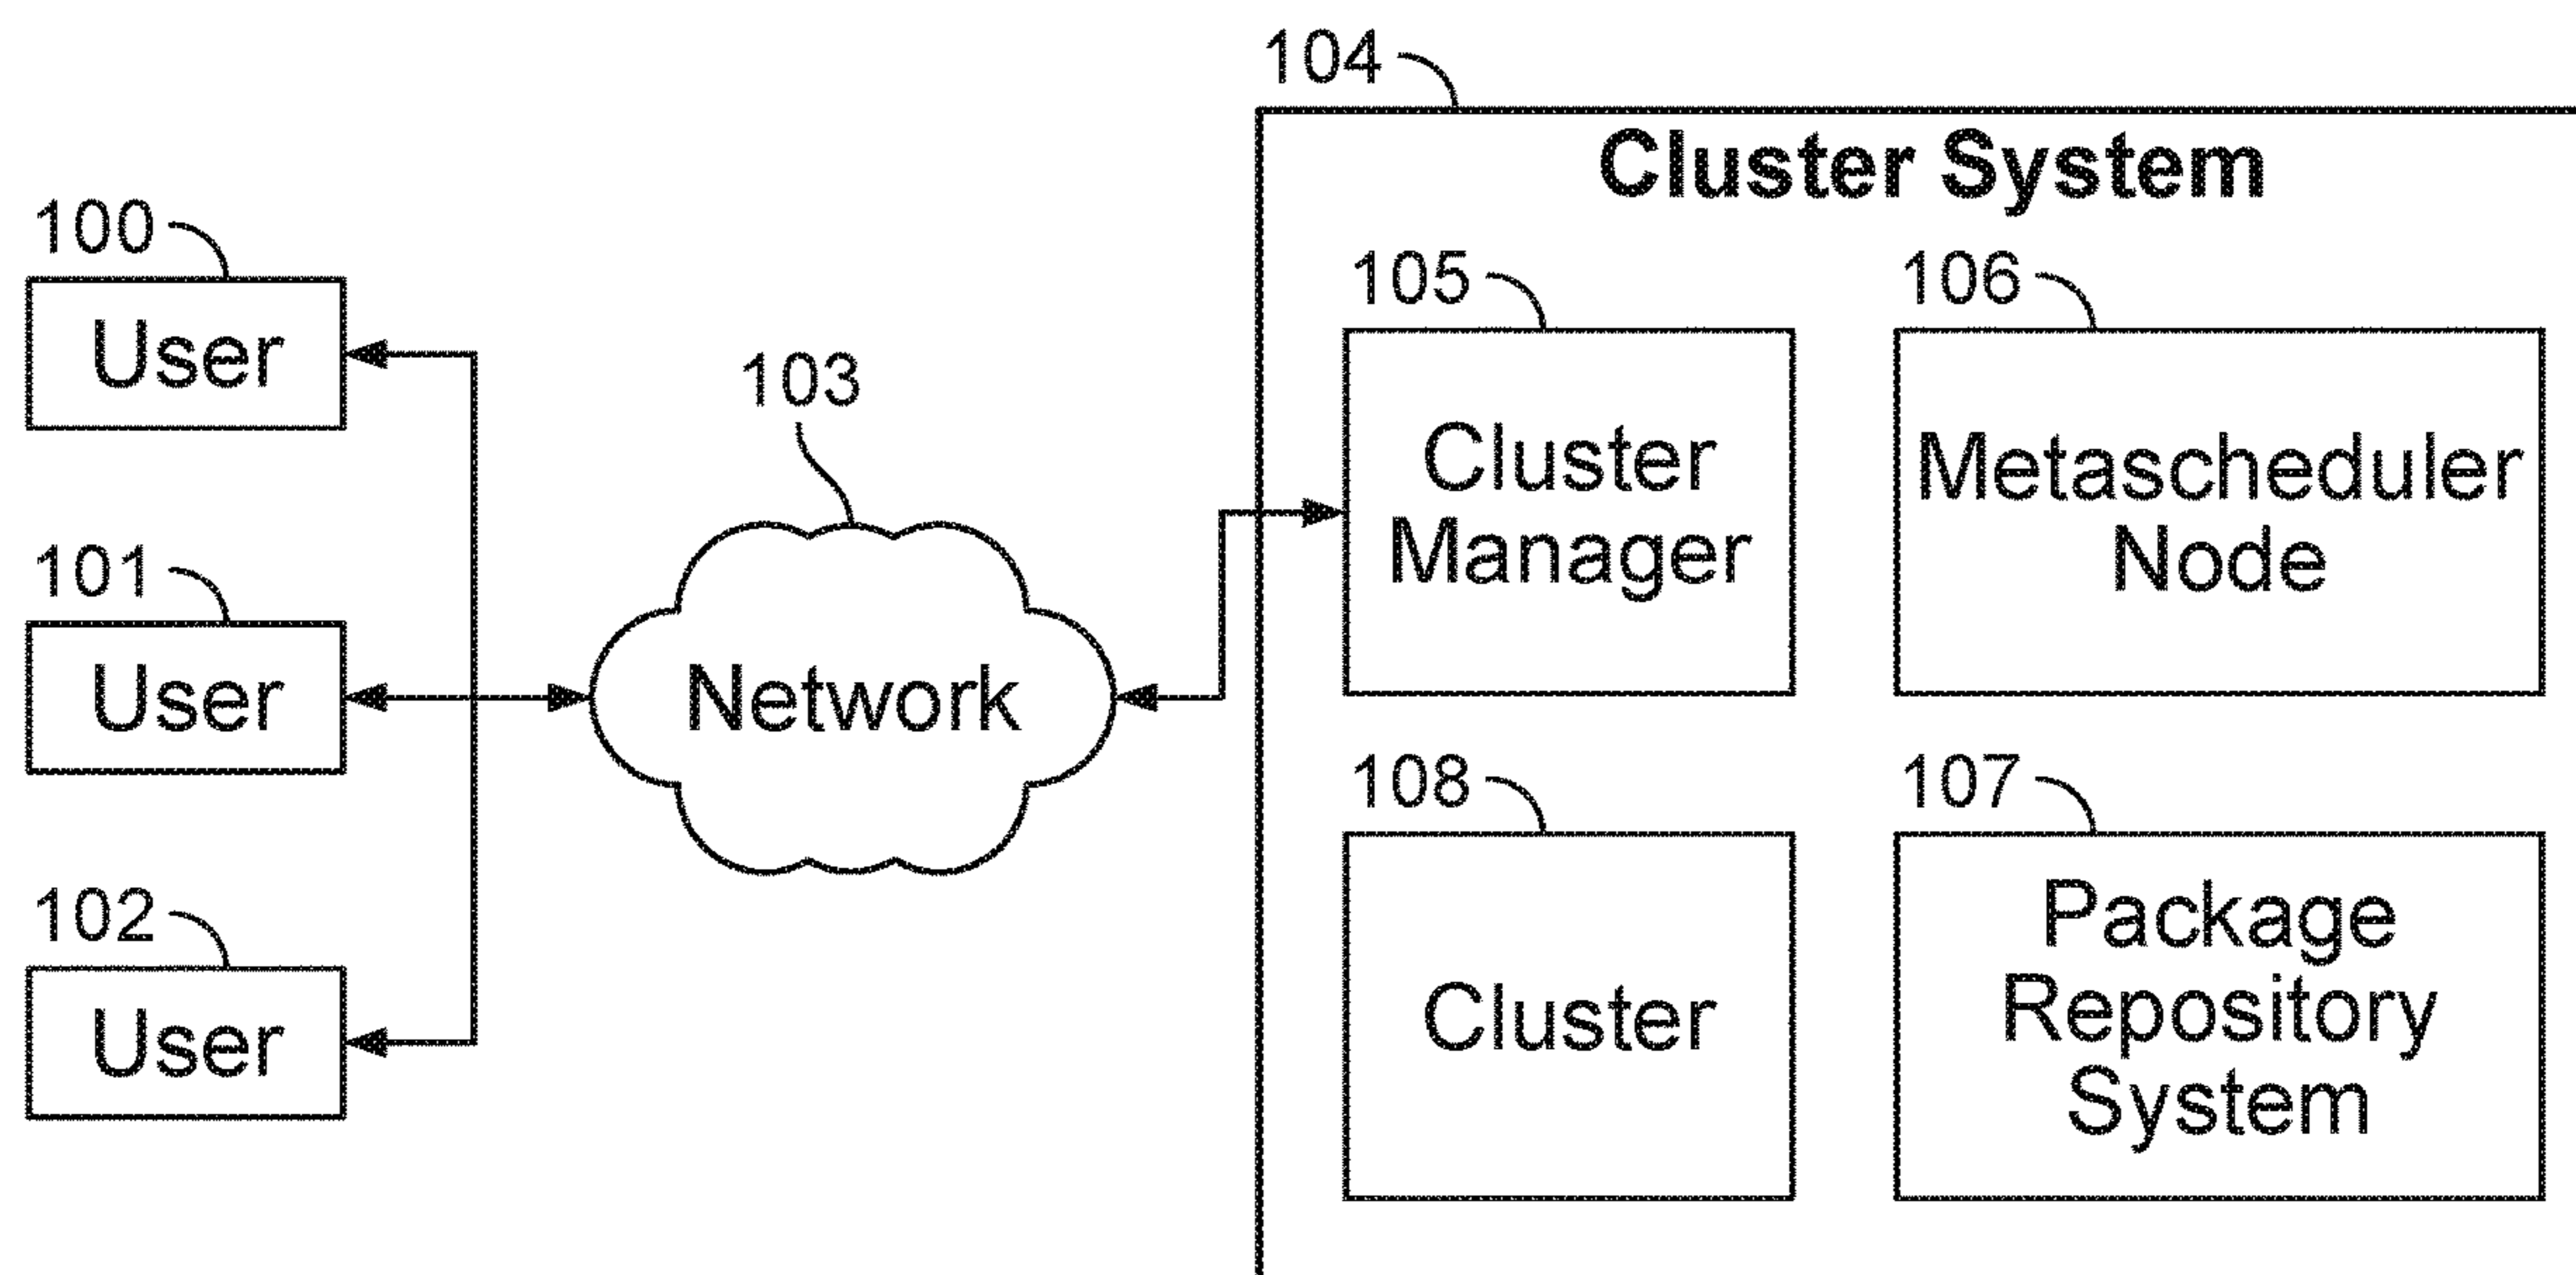 104
Cluster System
100
User
101
User
102
User
103
Network
105
Cluster
Manager
106
Metascheduler
Node
108
Cluster
107
Package
Repository
System